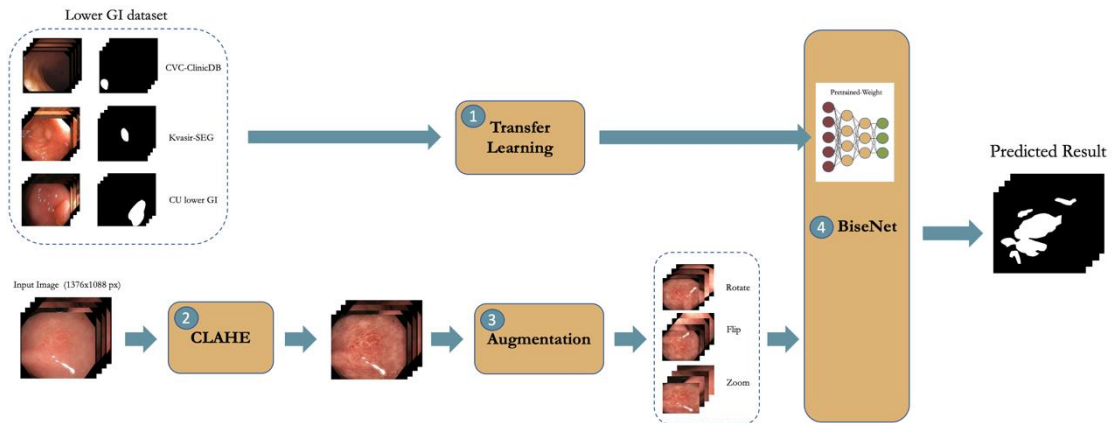 Lower GI dataset
CVC-ClinicDB
Kvasir-SEG
CU lower GI
1
Transfer
Learning
Pretrained-Weight
4 BiseNet
Predicted Result
Input Image (1376x1088 px)
2
CLAHE
3
Augmentation
Rotate
Flip
Zoom